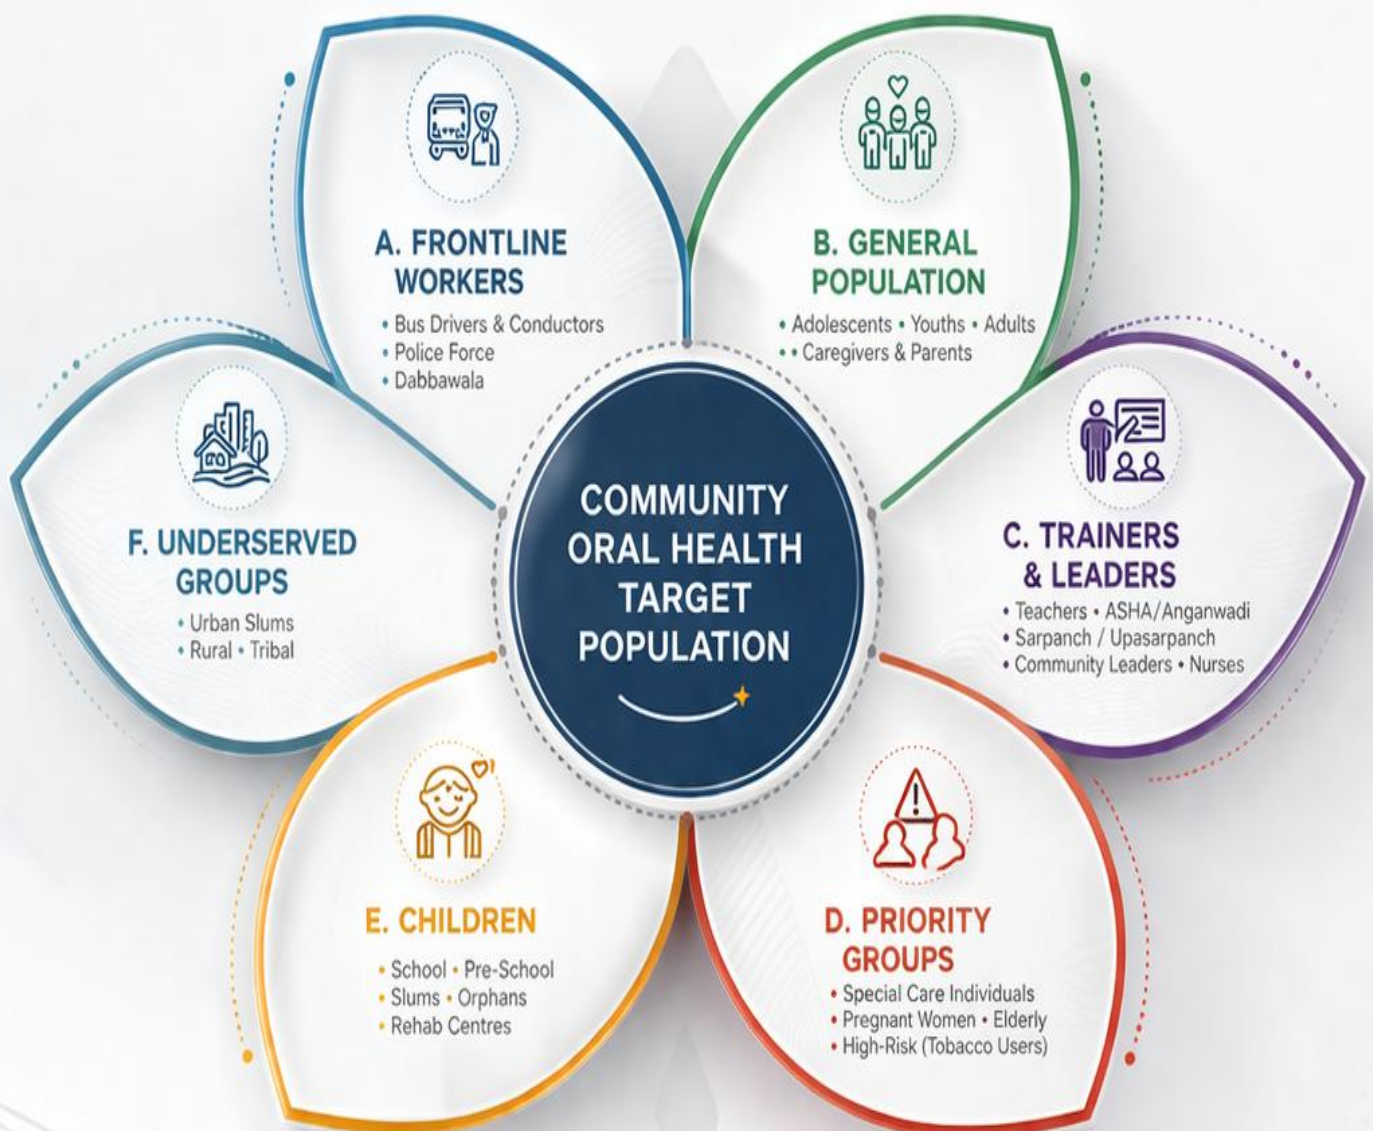 A. FRONTLINE
WORKERS
• Bus Drivers & Conductors
• Police Force
• Dabbawala
B. GENERAL
POPULATION
• Adolescents • Youths • Adults
• • Caregivers & Parents
C. TRAINERS
& LEADERS
• Teachers • ASHA/Anganwadi
• Sarpanch / Upasarpanch
• Community Leaders • Nurses
D. PRIORITY
GROUPS
• Special Care Individuals
• Pregnant Women • Elderly
• High-Risk (Tobacco Users)
E. CHILDREN
• School • Pre-School
• Slums • Orphans
• Rehab Centres
F. UNDERSERVED
GROUPS
• Urban Slums
• Rural • Tribal
COMMUNITY
ORAL HEALTH
TARGET
POPULATION